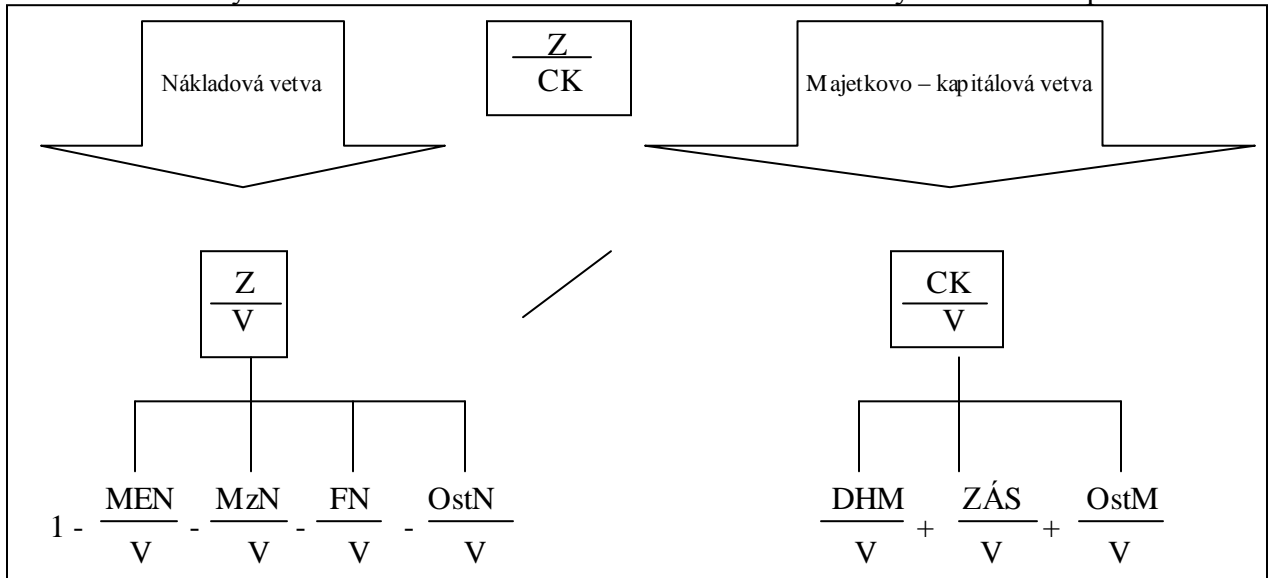 Z
CK
Nákladová vetva
Majetkovo – kapitálová vetva
Z
V
/
CK
V
1 - MEN - MzN - FN - OstN
V V V V
DHM + ZÁS + OstM
V V V